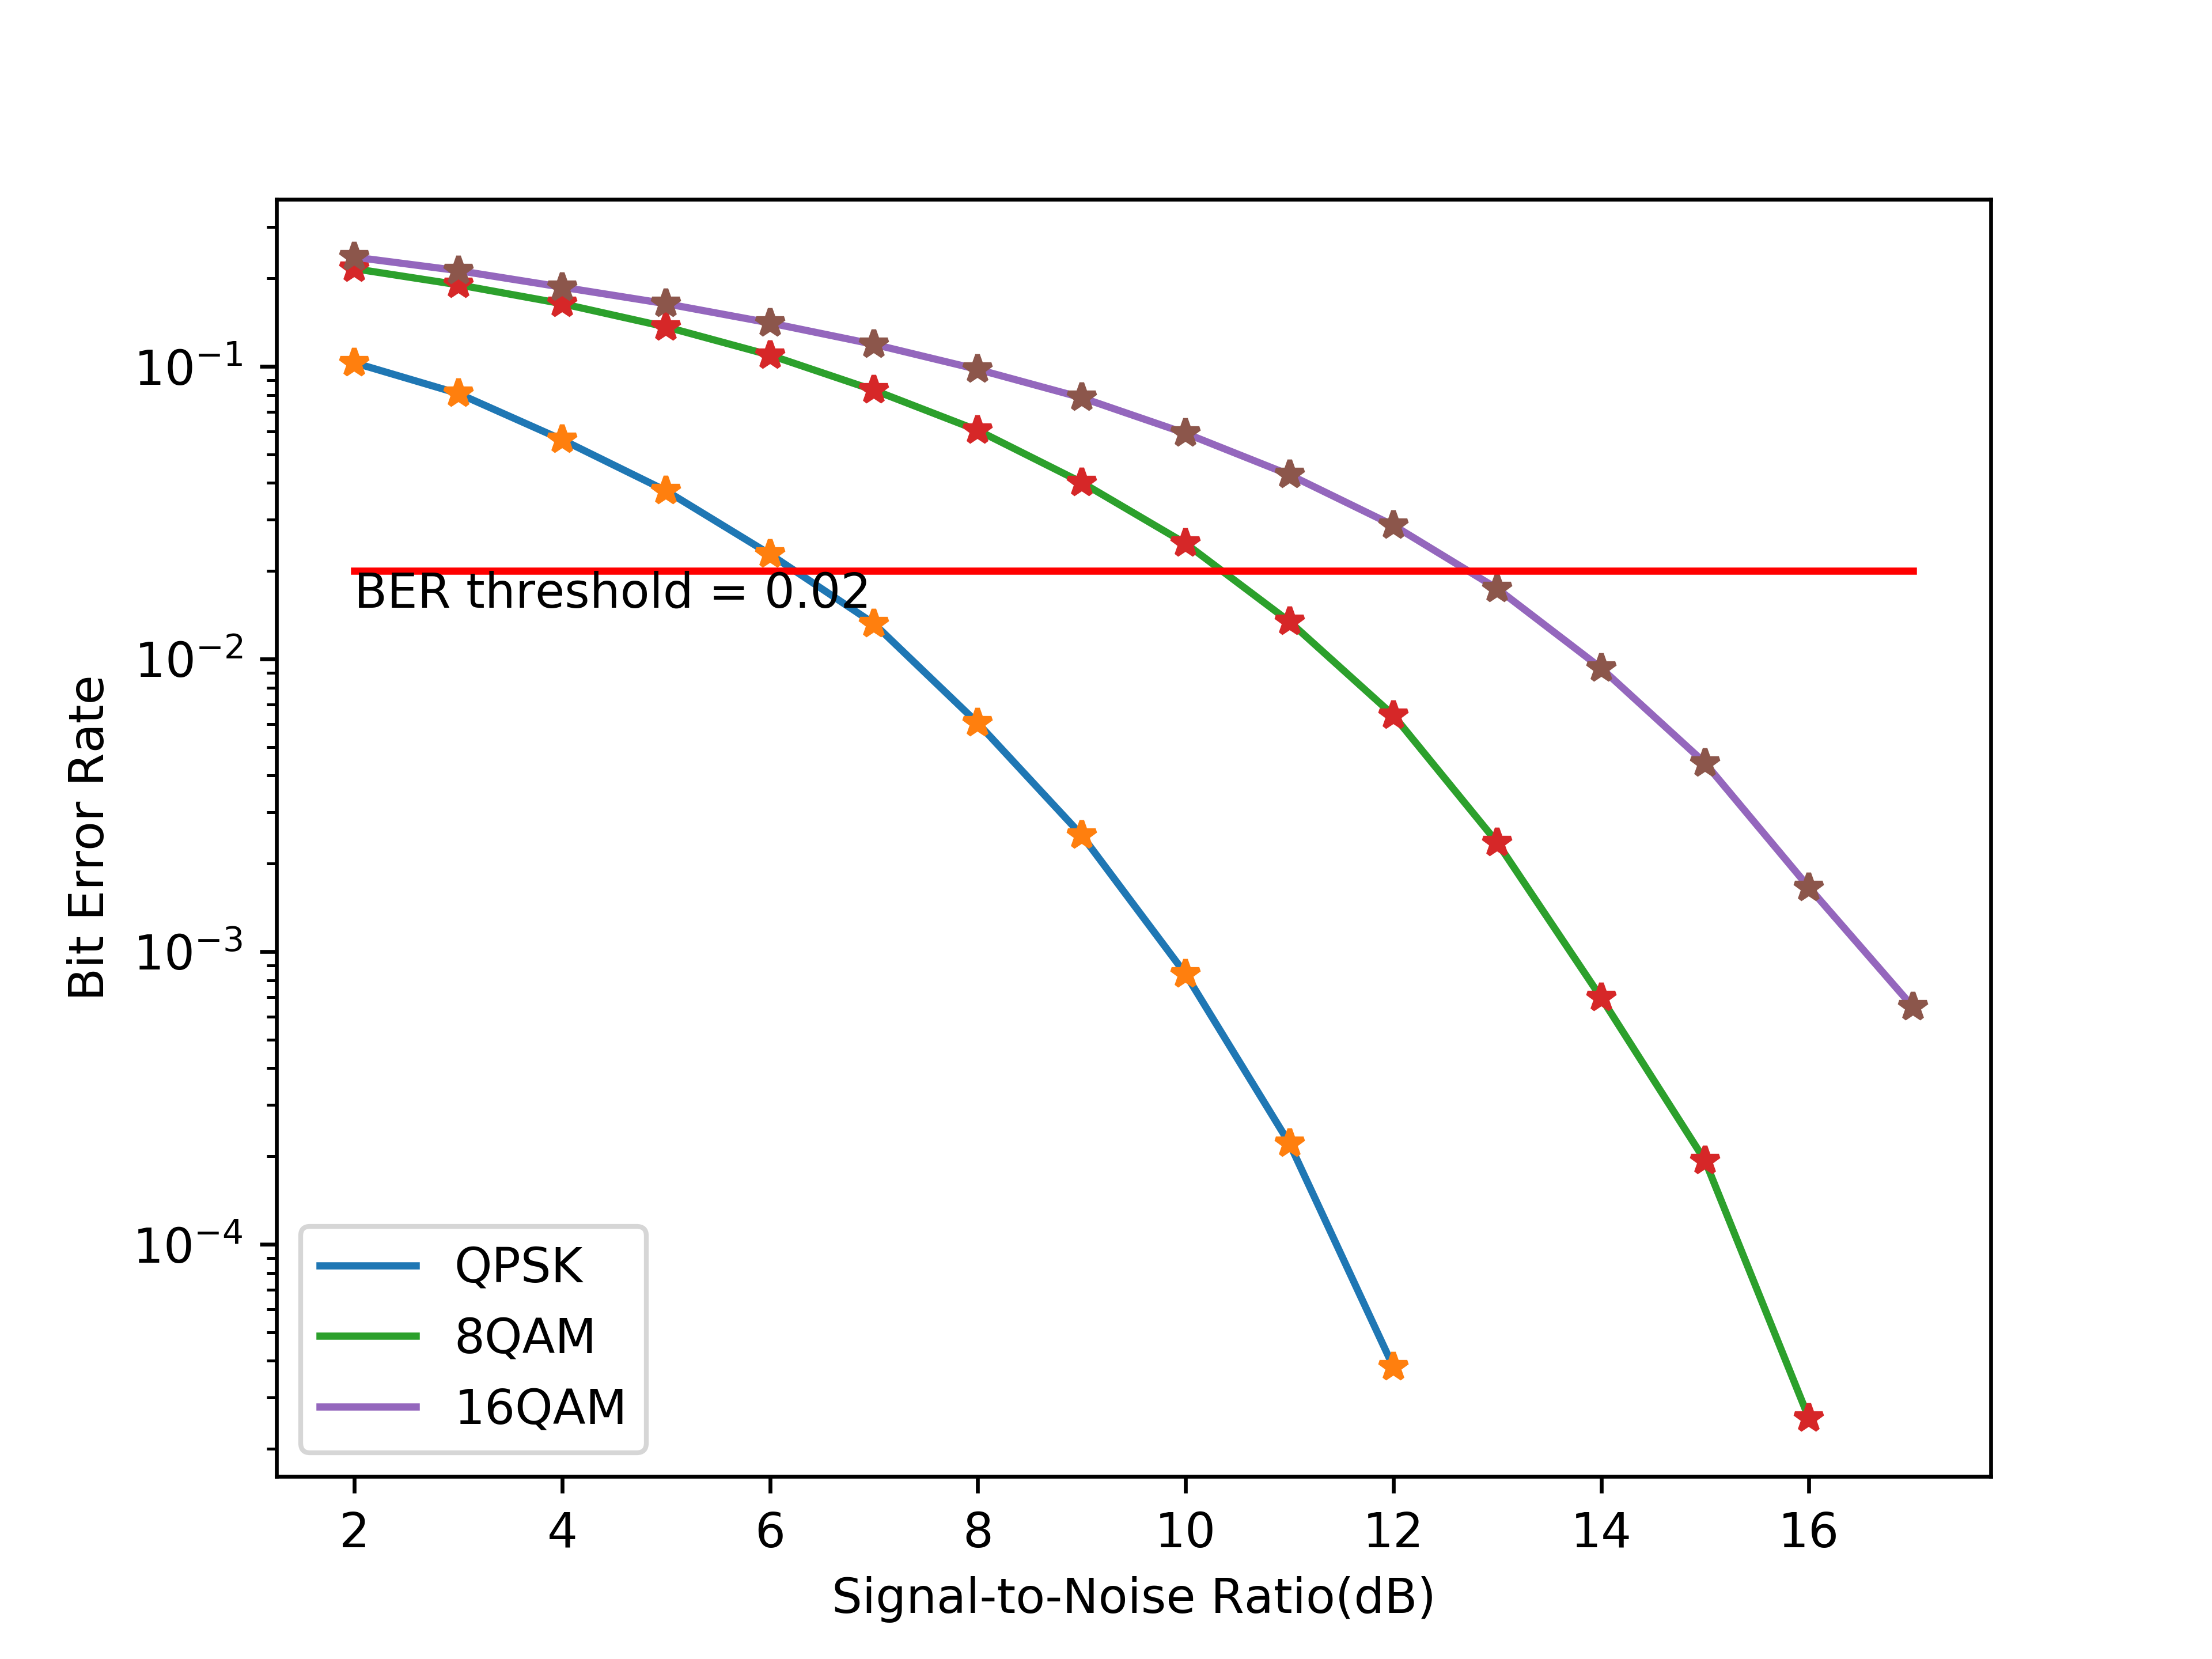 10⁻¹
10⁻²
10⁻³
10⁻⁴
Bit Error Rate
BER threshold = 0.02
QPSK
8QAM
16QAM
2 4 6 8 10 12 14 16
Signal-to-Noise Ratio(dB)